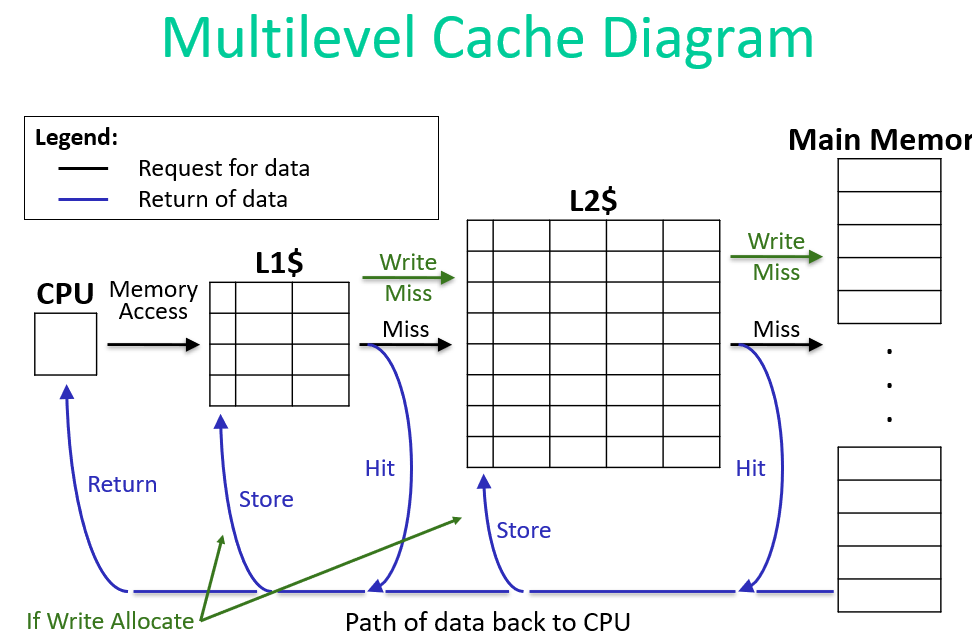 Multilevel Cache Diagram
Legend:
Request for data
Return of data
Main Memor
L2$
L1$
CPU
Memory
Access
Write
Miss
Miss
Write
Miss
Miss
.
.
.
Return
Store
Hit
Store
Hit
If Write Allocate
Path of data back to CPU